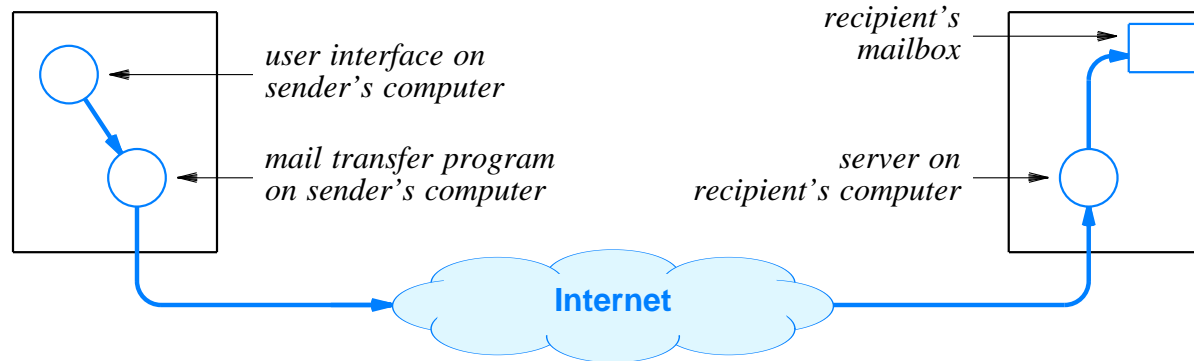 user interface on
sender's computer
mail transfer program
on sender's computer
recipient's
mailbox
server on
recipient's computer
Internet